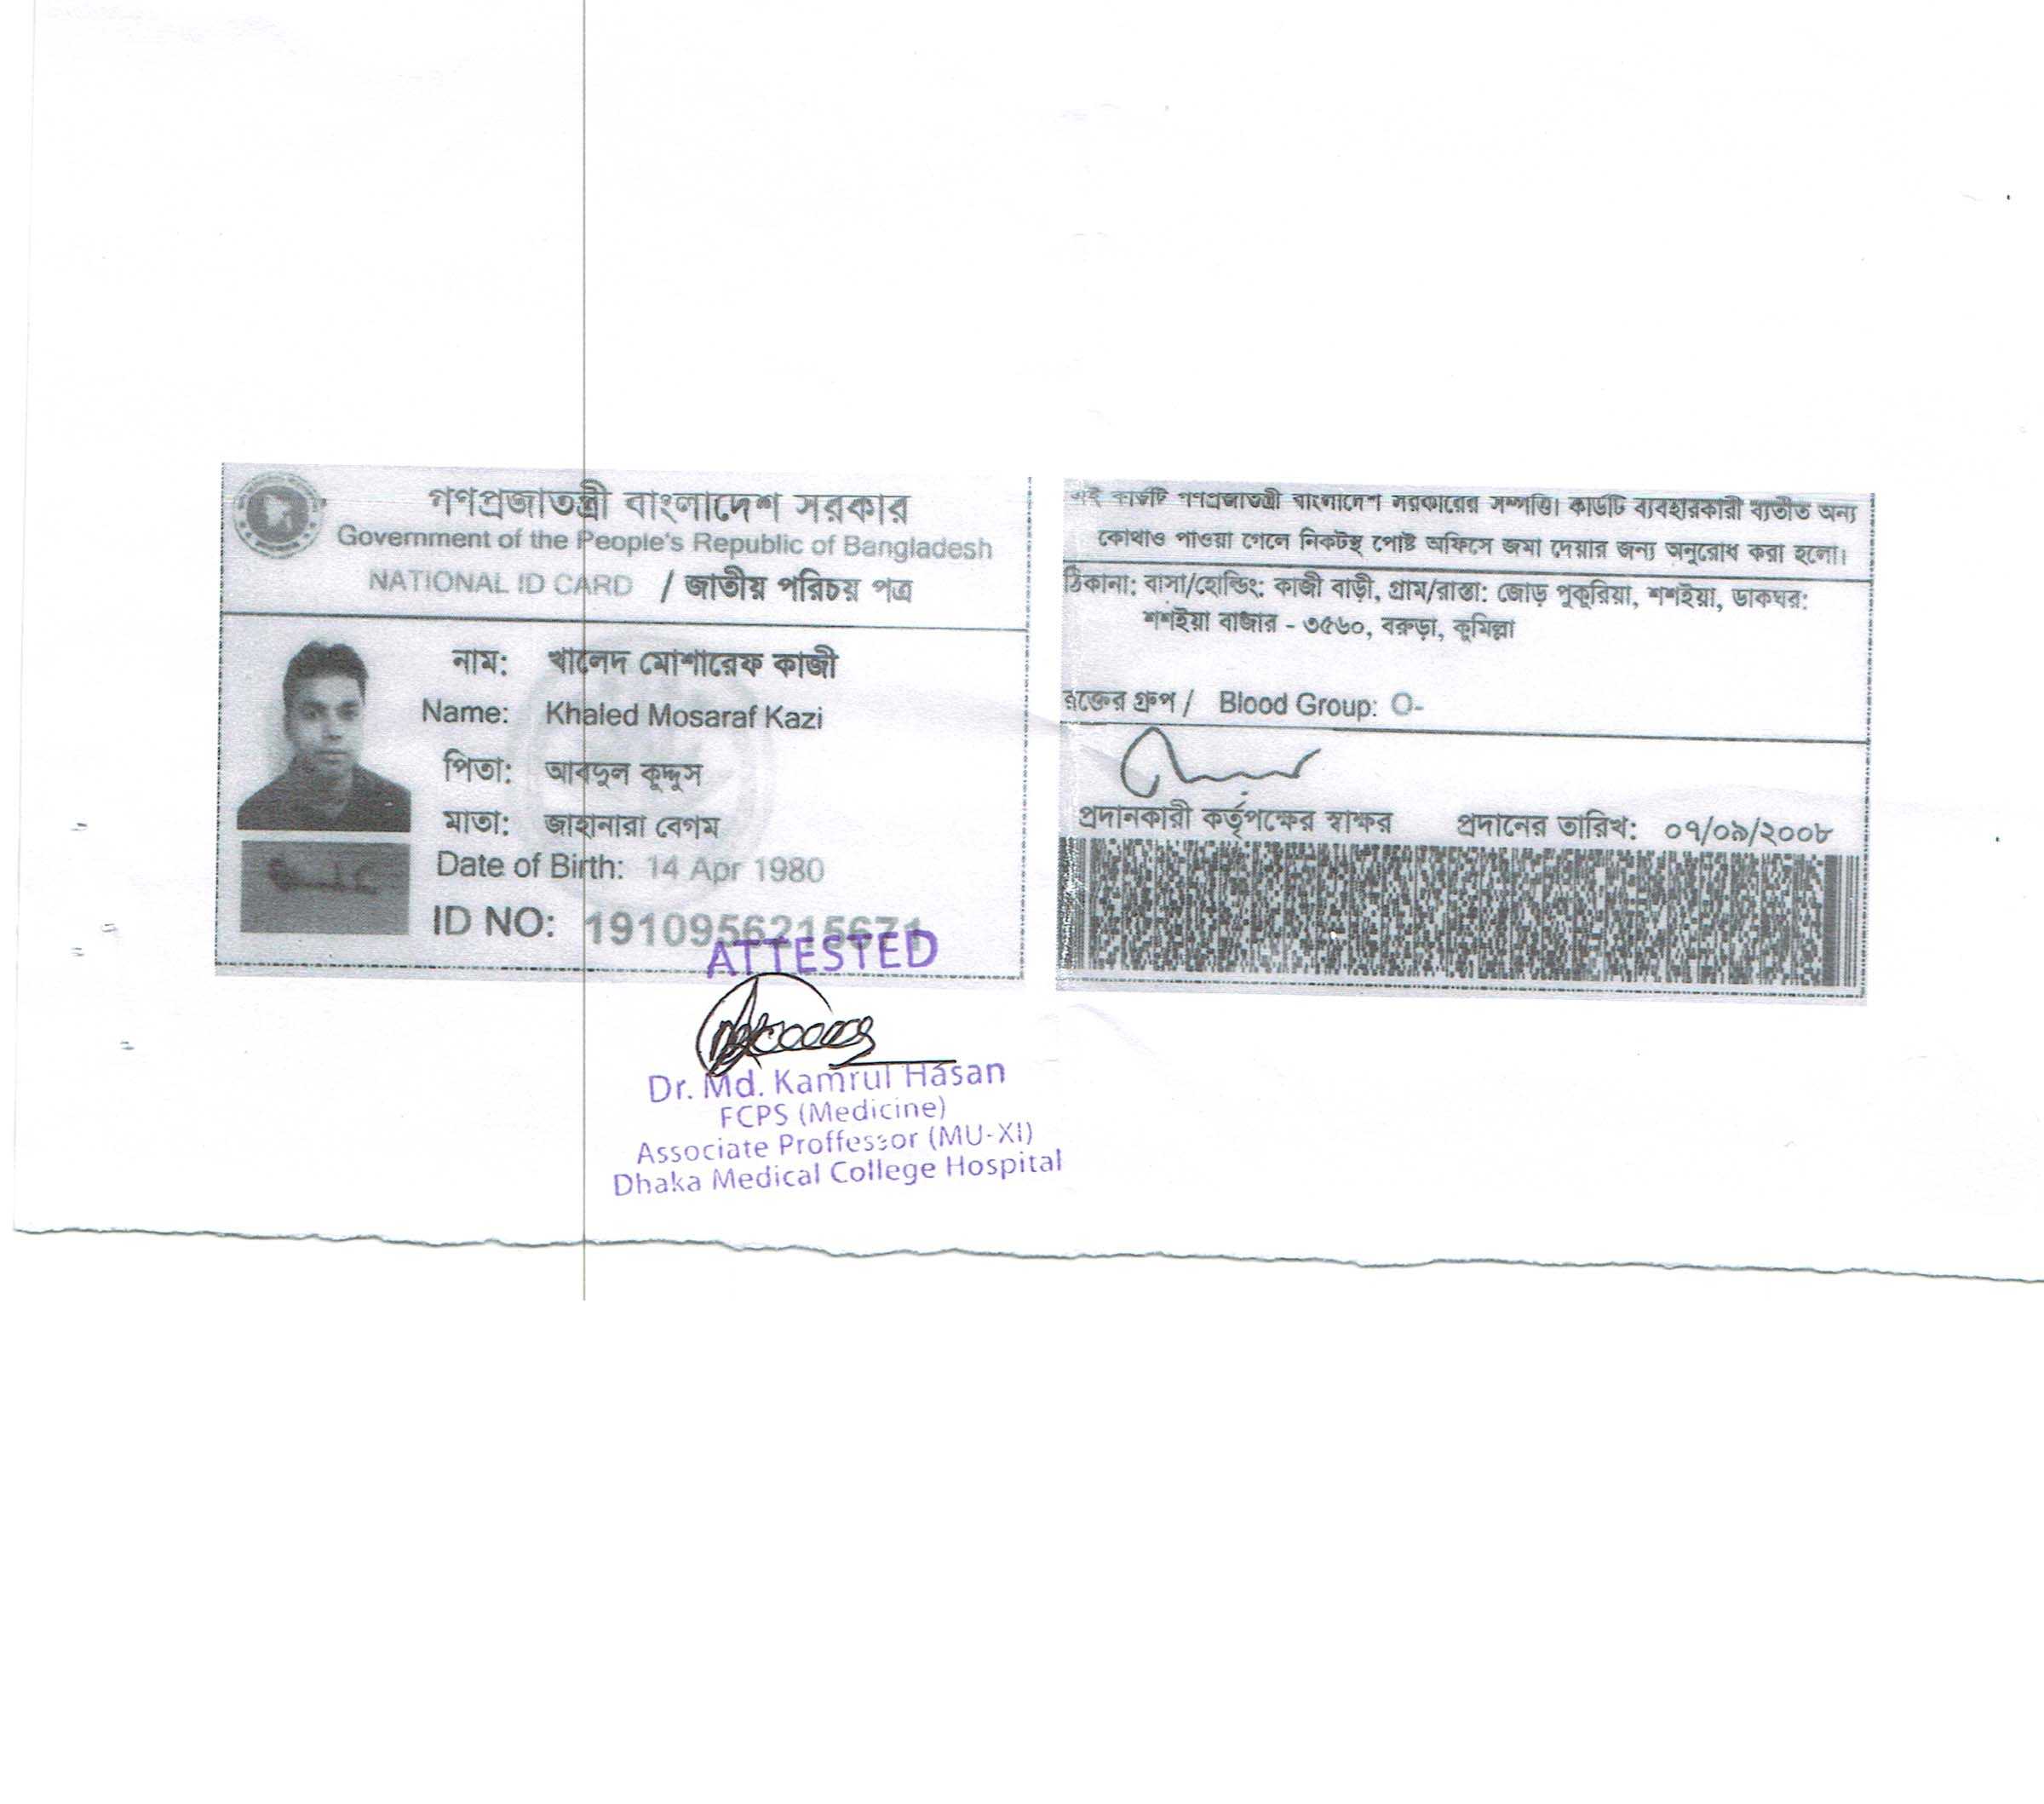 গণপ্রজাতন্ত্রী বাংলাদেশ সরকার
Government of the People's Republic of Bangladesh
NATIONAL ID CARD / জাতীয় পরিচয় পত্র
নাম: খালেদ মোশারেফ কাজী
Name: Khaled Mosaraf Kazi
পিতা: আবদুল কুদ্দুস
মাতা: জাহানারা বেগম
Date of Birth: 14 Apr 1980
ID NO: 1910956215671
ATTESTED
Dr. Md. Kamrul Hasan
FCPS (Medicine)
Associate Proffessor (MU-XI)
Dhaka Medical College Hospital
এই কার্ডটি গণপ্রজাতন্ত্রী বাংলাদেশ সরকারের সম্পত্তি। কার্ডটি ব্যবহারকারী ব্যতীত অন্য
কোথাও পাওয়া গেলে নিকটস্থ পোষ্ট অফিসে জমা দেয়ার জন্য অনুরোধ করা হলো।
ঠিকানা: বাসা/হোল্ডিং: কাজী বাড়ী, গ্রাম/রাস্তা: জোড় পুকুরিয়া, শশইয়া, ডাকঘর:
শশইয়া বাজার - ৩৫৬০, বরুড়া, কুমিল্লা
রক্তের গ্রুপ / Blood Group: O-
প্রদানকারী কর্তৃপক্ষের স্বাক্ষর প্রদানের তারিখ: ০৭/০৯/২০০৮